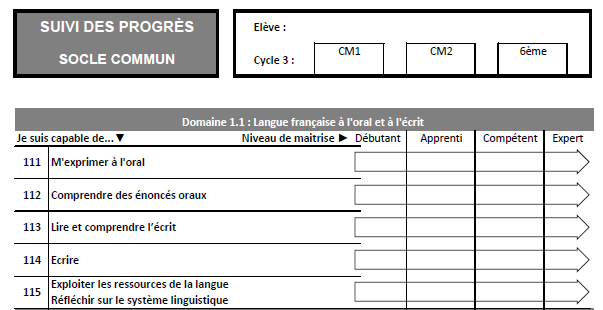 SUIVI DES PROGRÈS
SOCLE COMMUN
Elève :
Cycle 3 :
CM1
CM2
6ème
Domaine 1.1 : Langue française à l'oral et à l'écrit
Je suis capable de... ▼ Niveau de maitrise ► Débutant Apprenti Compétent Expert
111 M'exprimer à l'oral
112 Comprendre des énoncés oraux
113 Lire et comprendre l’écrit
114 Ecrire
115 Exploiter les ressources de la langue
Réfléchir sur le système linguistique